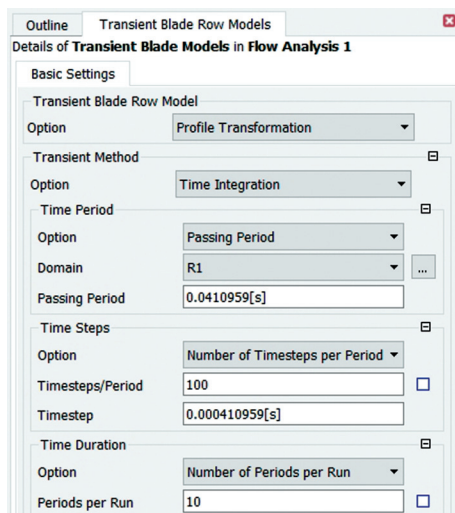 Outline
Transient Blade Row Models
Details of Transient Blade Models in Flow Analysis 1
Basic Settings
Transient Blade Row Model
Option Profile Transformation
Transient Method
Option Time Integration
Time Period
Option Passing Period
Domain R1 ...
Passing Period 0.0410959[s]
Time Steps
Option Number of Timesteps per Period
Timesteps/Period 100
Timestep 0.000410959[s]
Time Duration
Option Number of Periods per Run
Periods per Run 10